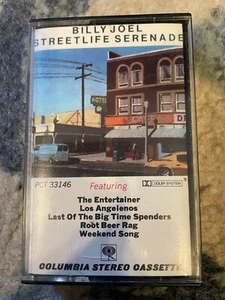 BILLY JOEL
STREETLIFE SERENADE
HOTEL
PCT 33146
Featuring
DOLBY SYSTEM
The Entertainer
Los Angelenos
Last Of The Big Time Spenders
Root Beer Rag
Weekend Song
COLUMBIA STEREO CASSETTE